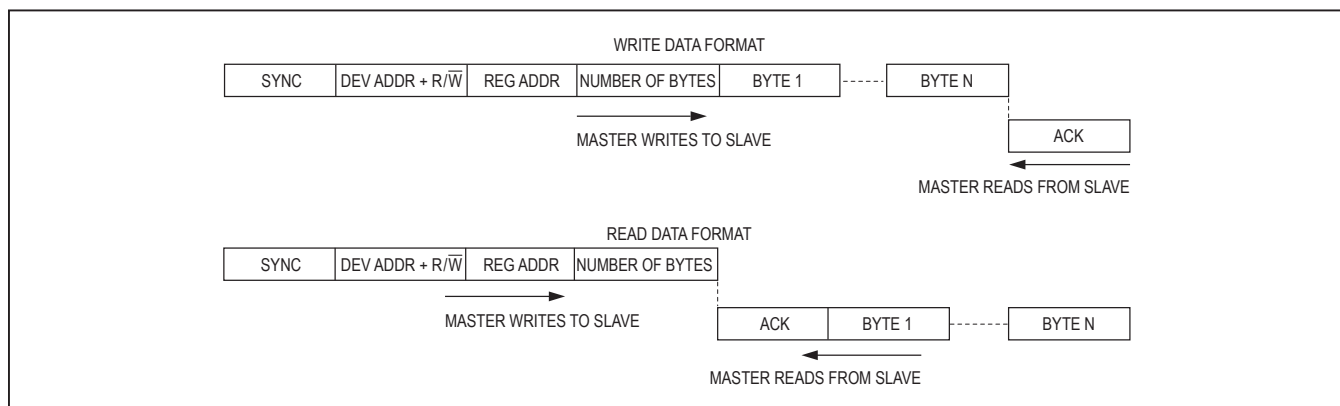 WRITE DATA FORMAT
SYNC DEV ADDR + R/W̅ REG ADDR NUMBER OF BYTES BYTE 1 BYTE N
MASTER WRITES TO SLAVE
ACK
MASTER READS FROM SLAVE
READ DATA FORMAT
SYNC DEV ADDR + R/W̅ REG ADDR NUMBER OF BYTES
MASTER WRITES TO SLAVE
ACK BYTE 1 BYTE N
MASTER READS FROM SLAVE